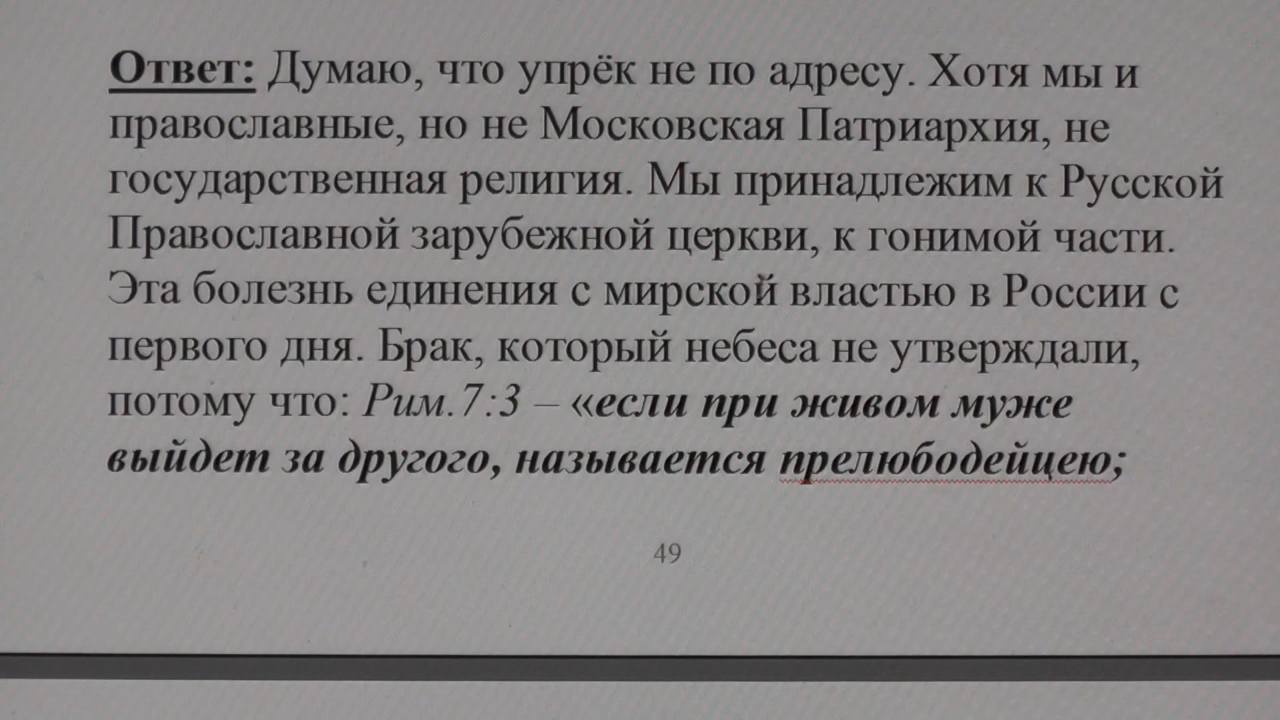 Ответ: Думаю, что упрёк не по адресу. Хотя мы и
православные, но не Московская Патриархия, не
государственная религия. Мы принадлежим к Русской
Православной зарубежной церкви, к гонимой части.
Эта болезнь единения с мирской властью в России с
первого дня. Брак, который небеса не утверждали,
потому что: Рим.7:3 – «если при живом муже
выйдет за другого, называется прелюбодейцею;
49